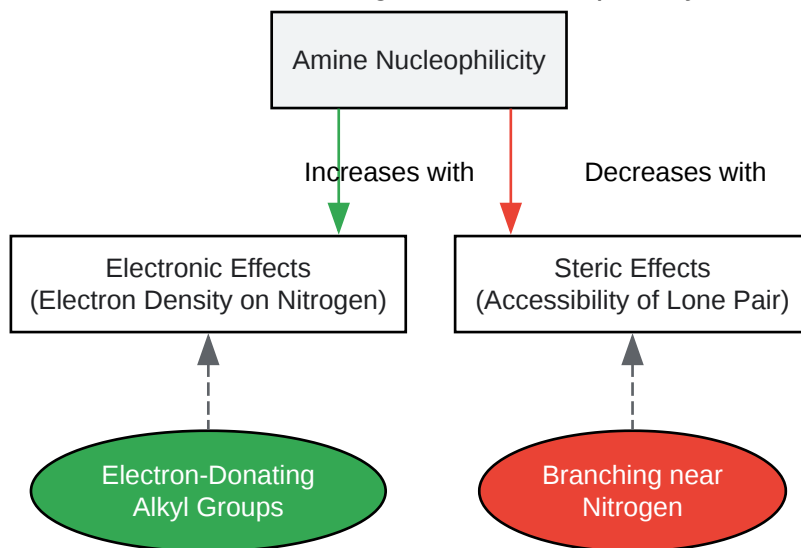 Amine Nucleophilicity
Increases with
Decreases with
Electronic Effects
(Electron Density on Nitrogen)
Steric Effects
(Accessibility of Lone Pair)
Electron-Donating
Alkyl Groups
Branching near
Nitrogen